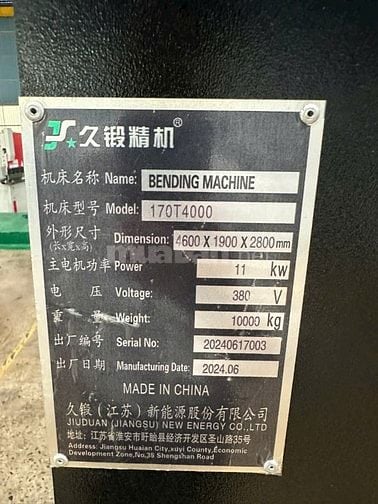 久锻精机®
机床名称 Name: BENDING MACHINE
机床型号 Model: 170T4000
外形尺寸 (长X宽X高) Dimension: 4600 X 1900 X 2800mm
主电机功率 Power 11 kw
电 压 Voltage: 380 V
重 量 Weight: 10000 kg
出厂编号 Serial No: 20240617003
出厂日期 Manufacturing Date: 2024.06
MADE IN CHINA
久锻（江苏）新能源股份有限公司
JIUDUAN (JIANGSU) NEW ENERGY CO.,LTD
地址：江苏省淮安市盱眙县经济开发区圣山路35号
Address: Jiangsu Huaian City,xuyi County,Economic
Development Zone,No.35 Shengshan Road